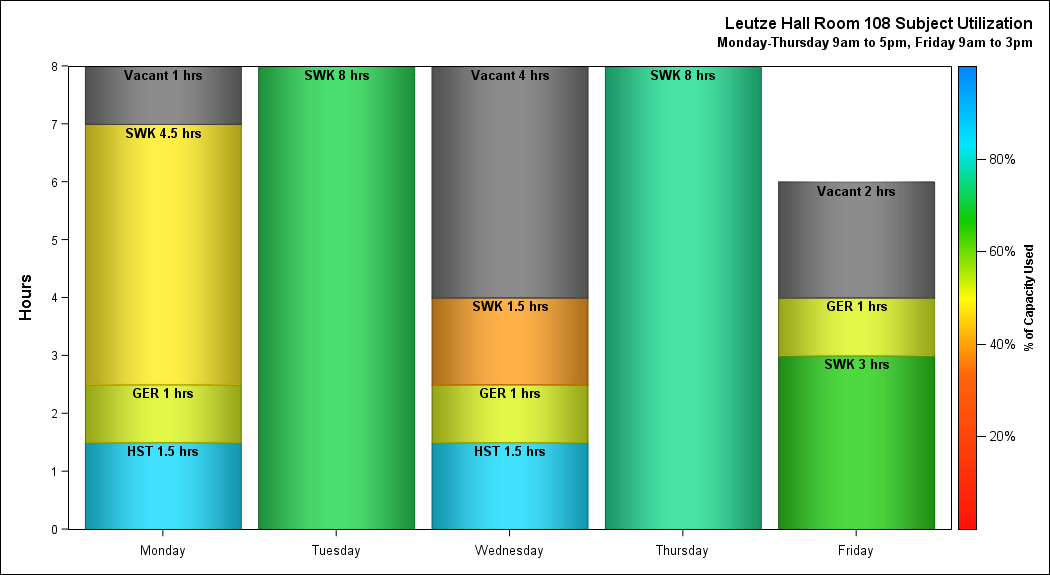 Leutze Hall Room 108 Subject Utilization
Monday-Thursday 9am to 5pm, Friday 9am to 3pm
Hours
8
7
6
5
4
3
2
1
0
Vacant 1 hrs
SWK 4.5 hrs
GER 1 hrs
HST 1.5 hrs
SWK 8 hrs
Vacant 4 hrs
SWK 1.5 hrs
GER 1 hrs
HST 1.5 hrs
SWK 8 hrs
Vacant 2 hrs
GER 1 hrs
SWK 3 hrs
Monday
Tuesday
Wednesday
Thursday
Friday
80%
60%
40%
20%
% of Capacity Used